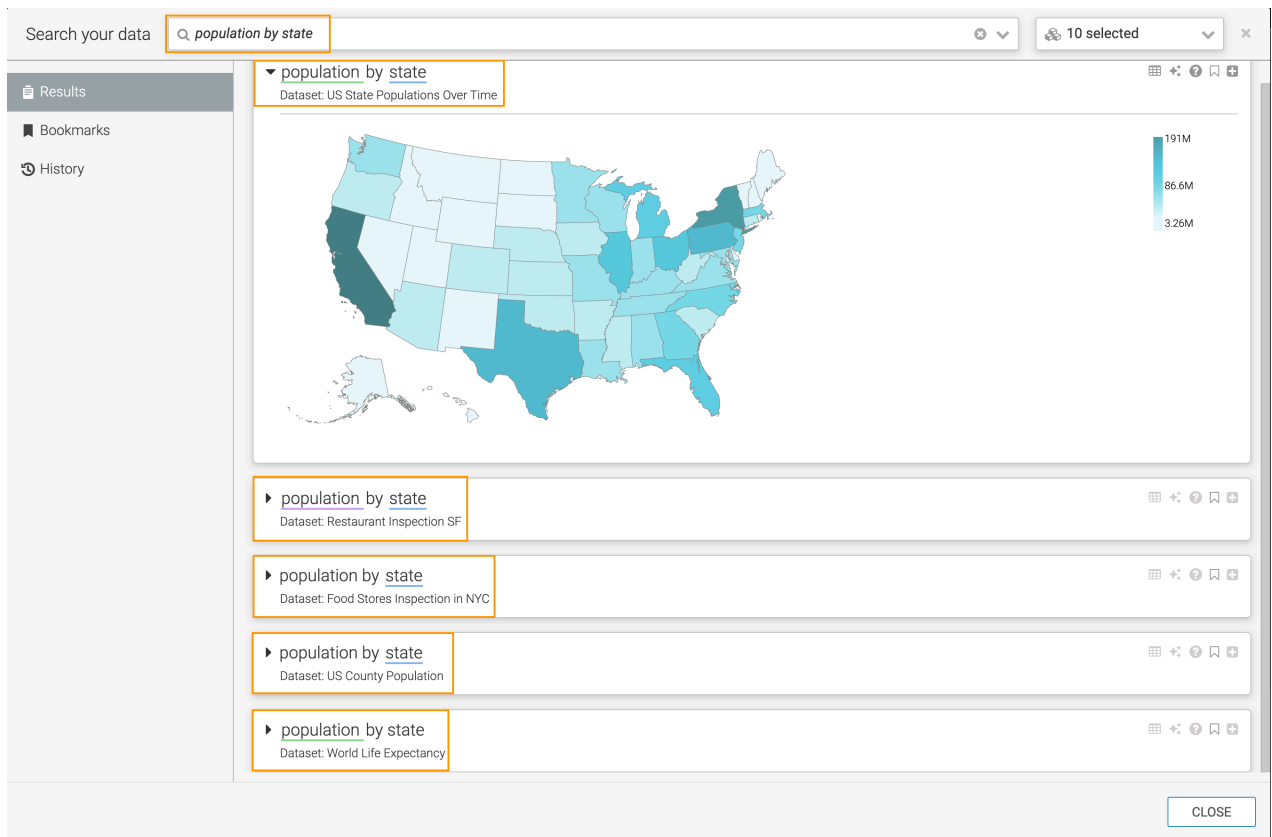 Search your data
population by state
10 selected
Results
Bookmarks
History
population by state
Dataset: US State Populations Over Time
191M
86.6M
3.26M
population by state
Dataset: Restaurant Inspection SF
population by state
Dataset: Food Stores Inspection in NYC
population by state
Dataset: US County Population
population by state
Dataset: World Life Expectancy
CLOSE